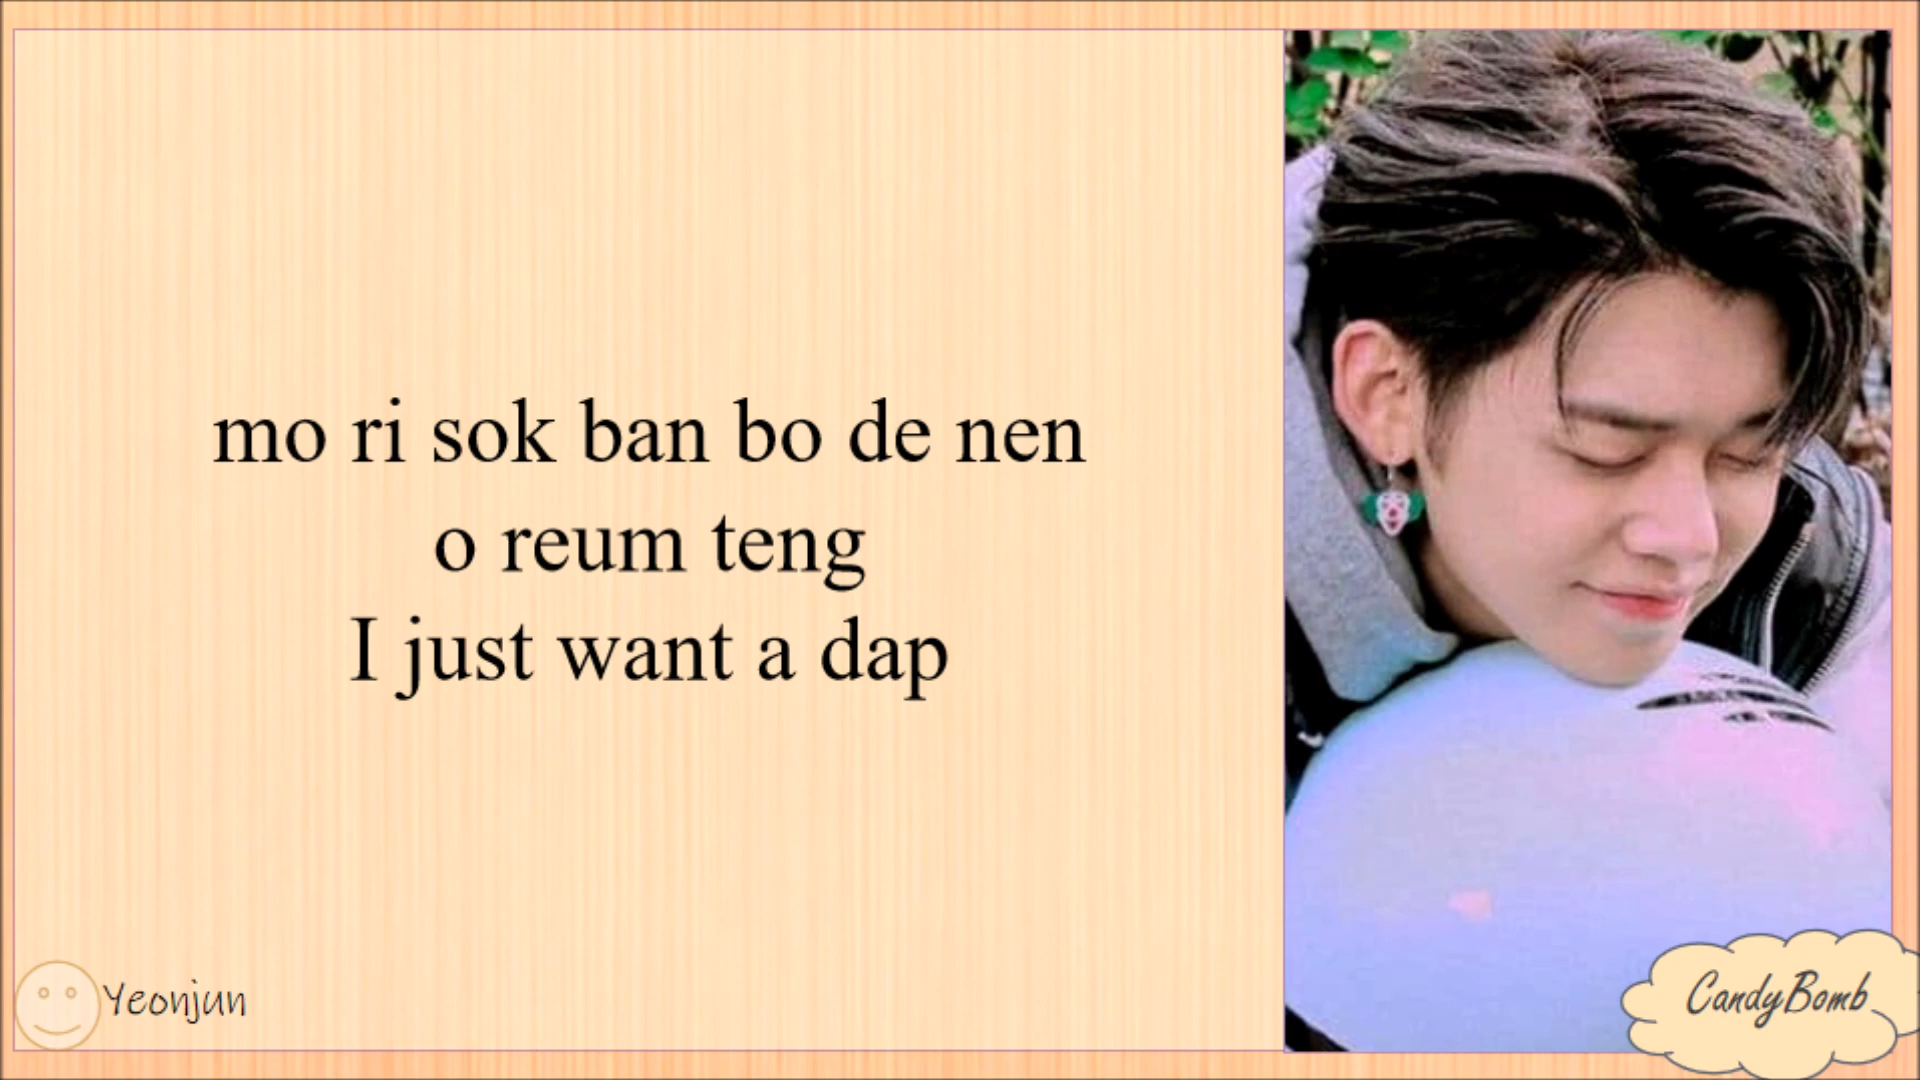 mo ri sok ban bo de nen
o reum teng
I just want a dap
Yeonjun
CandyBomb